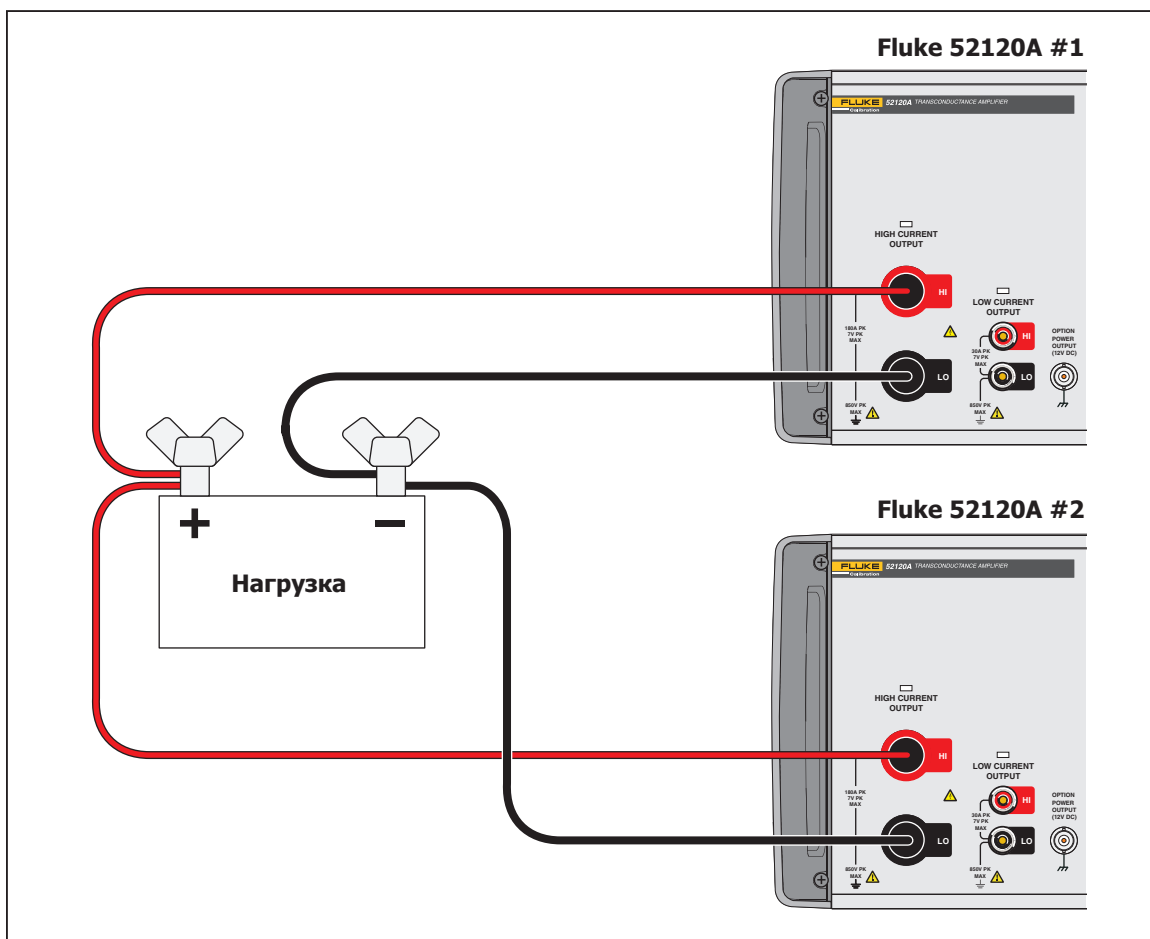 Fluke 52120A #1
FLUKE 52120A TRANSCONDUCTANCE AMPLIFIER
Calibration
HIGH CURRENT
OUTPUT
HI
LOW CURRENT
OUTPUT
180A PK
7V PK
MAX
HI
30A PK
7V PK
MAX
OPTION
POWER
OUTPUT
(12V DC)
LO
LO
850V PK
MAX
850V PK
MAX
+
−
Нагрузка
Fluke 52120A #2
FLUKE 52120A TRANSCONDUCTANCE AMPLIFIER
Calibration
HIGH CURRENT
OUTPUT
HI
LOW CURRENT
OUTPUT
180A PK
7V PK
MAX
HI
30A PK
7V PK
MAX
OPTION
POWER
OUTPUT
(12V DC)
LO
LO
850V PK
MAX
850V PK
MAX